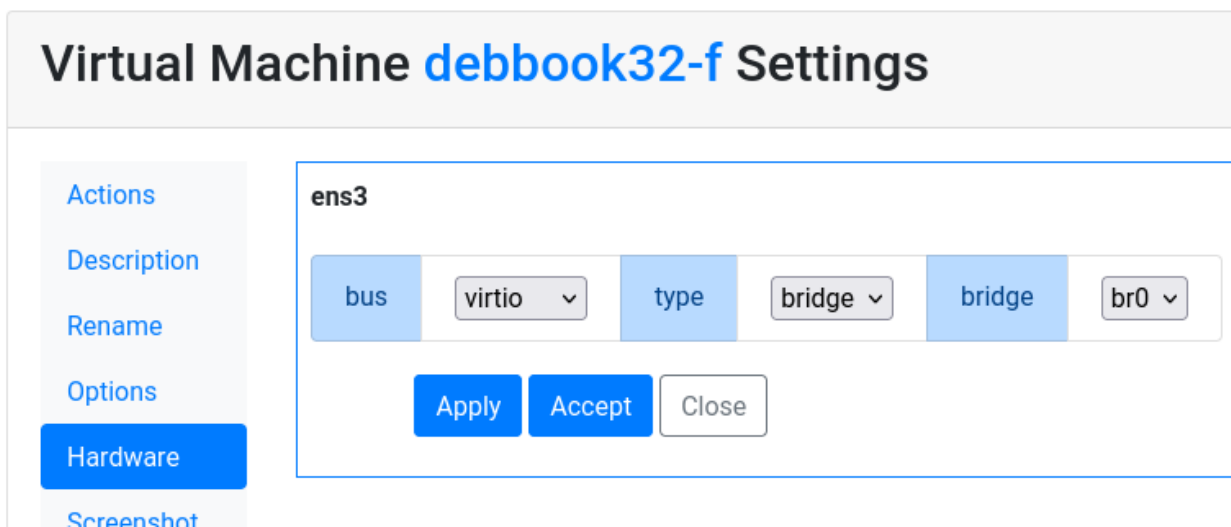 Virtual Machine debbook32-f Settings
Actions
Description
Rename
Options
Hardware
Screenshot
ens3
bus virtio type bridge bridge br0
Apply Accept Close